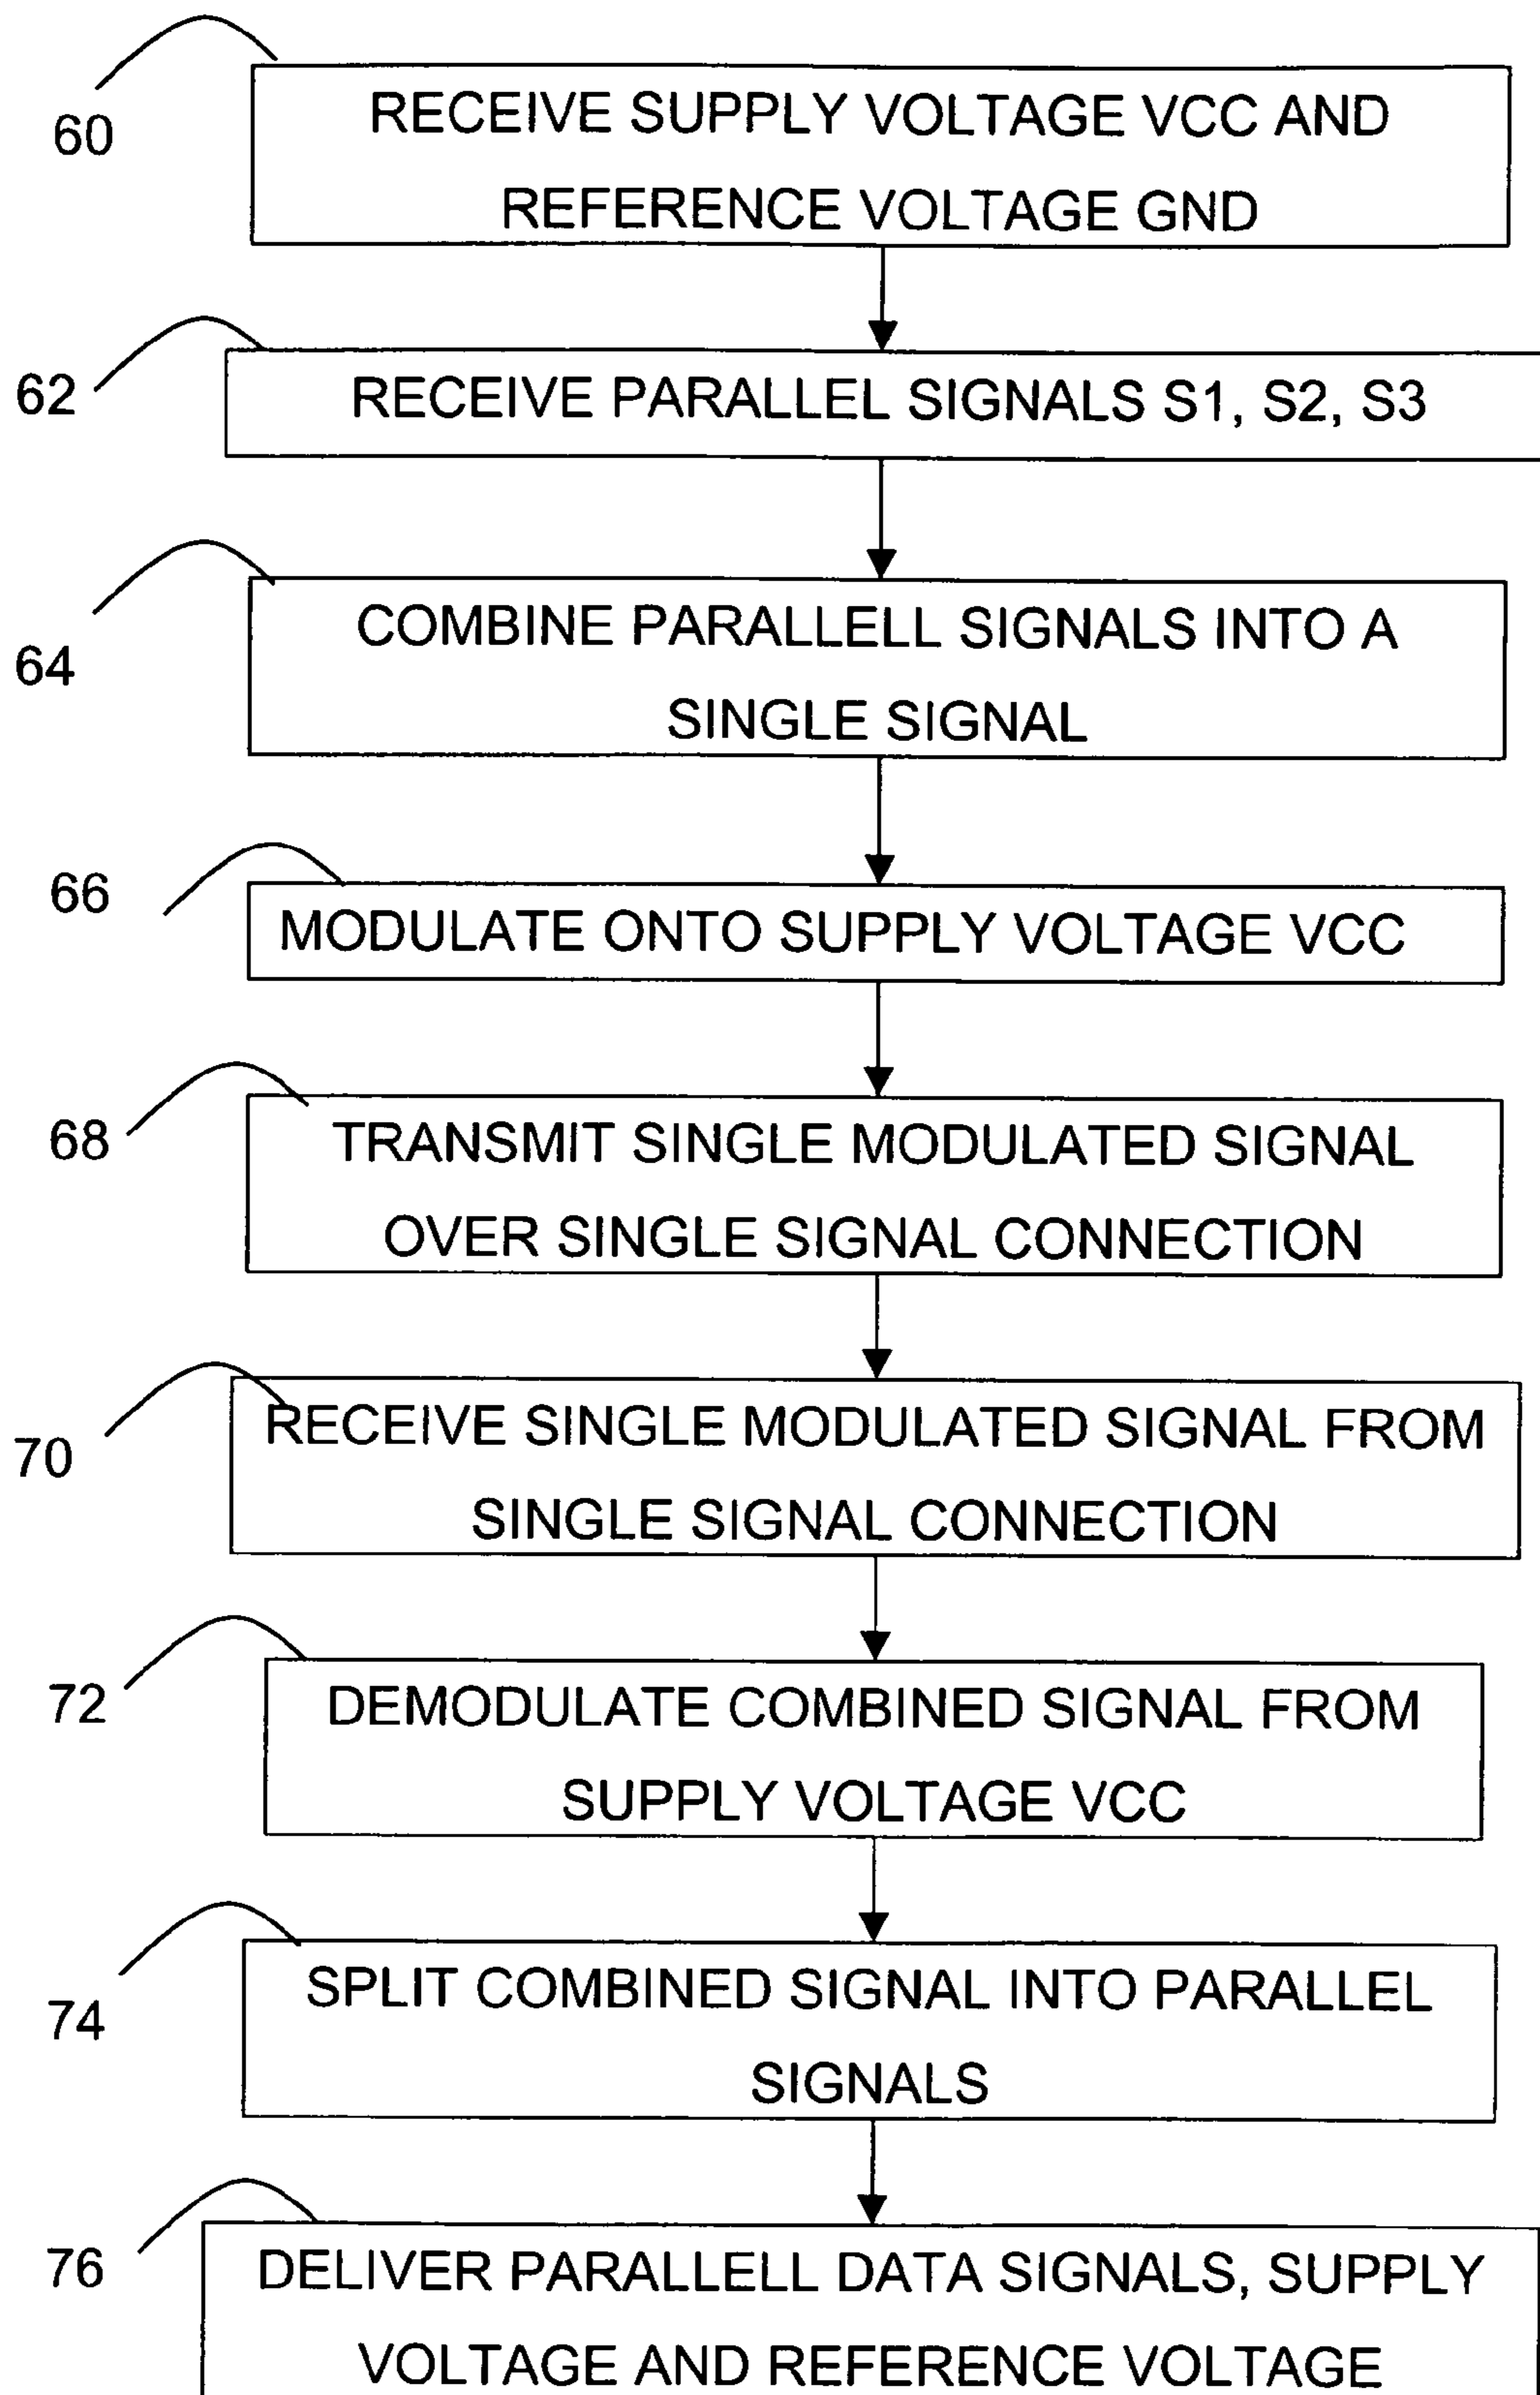 60
RECEIVE SUPPLY VOLTAGE VCC AND
REFERENCE VOLTAGE GND
62
RECEIVE PARALLEL SIGNALS S1, S2, S3
64
COMBINE PARALLELL SIGNALS INTO A
SINGLE SIGNAL
66
MODULATE ONTO SUPPLY VOLTAGE VCC
68
TRANSMIT SINGLE MODULATED SIGNAL
OVER SINGLE SIGNAL CONNECTION
70
RECEIVE SINGLE MODULATED SIGNAL FROM
SINGLE SIGNAL CONNECTION
72
DEMODULATE COMBINED SIGNAL FROM
SUPPLY VOLTAGE VCC
74
SPLIT COMBINED SIGNAL INTO PARALLEL
SIGNALS
76
DELIVER PARALLELL DATA SIGNALS, SUPPLY
VOLTAGE AND REFERENCE VOLTAGE